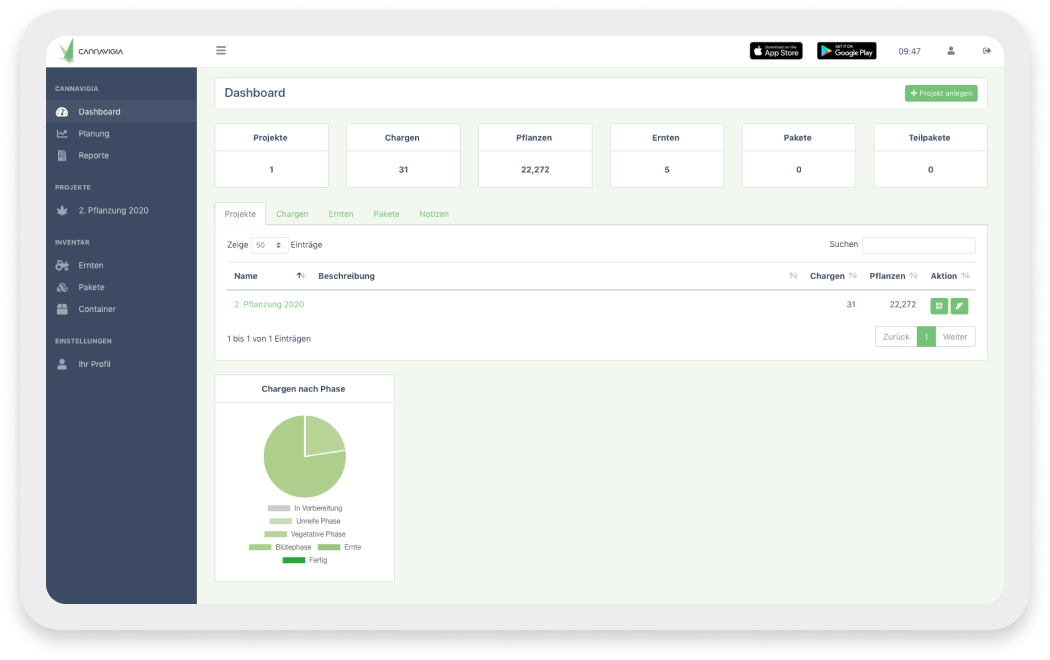 CANNAVIGIA
Download on the App Store
GET IT ON Google Play
09:47
CANNAVIGIA
Dashboard
Planung
Reporte
PROJEKTE
2. Pflanzung 2020
INVENTAR
Ernten
Pakete
Container
EINSTELLUNGEN
Ihr Profil
Dashboard
+ Projekt anlegen
Projekte
1
Chargen
31
Pflanzen
22,272
Ernten
5
Pakete
0
Teilpakete
0
Projekte Chargen Ernten Pakete Notizen
Zeige 50 Einträge
Suchen
Name Beschreibung Chargen Pflanzen Aktion
2. Pflanzung 2020 31 22,272
1 bis 1 von 1 Einträgen
Zurück 1 Weiter
Chargen nach Phase
In Vorbereitung
Unreife Phase
Vegetative Phase
Blütephase Ernte
Fertig